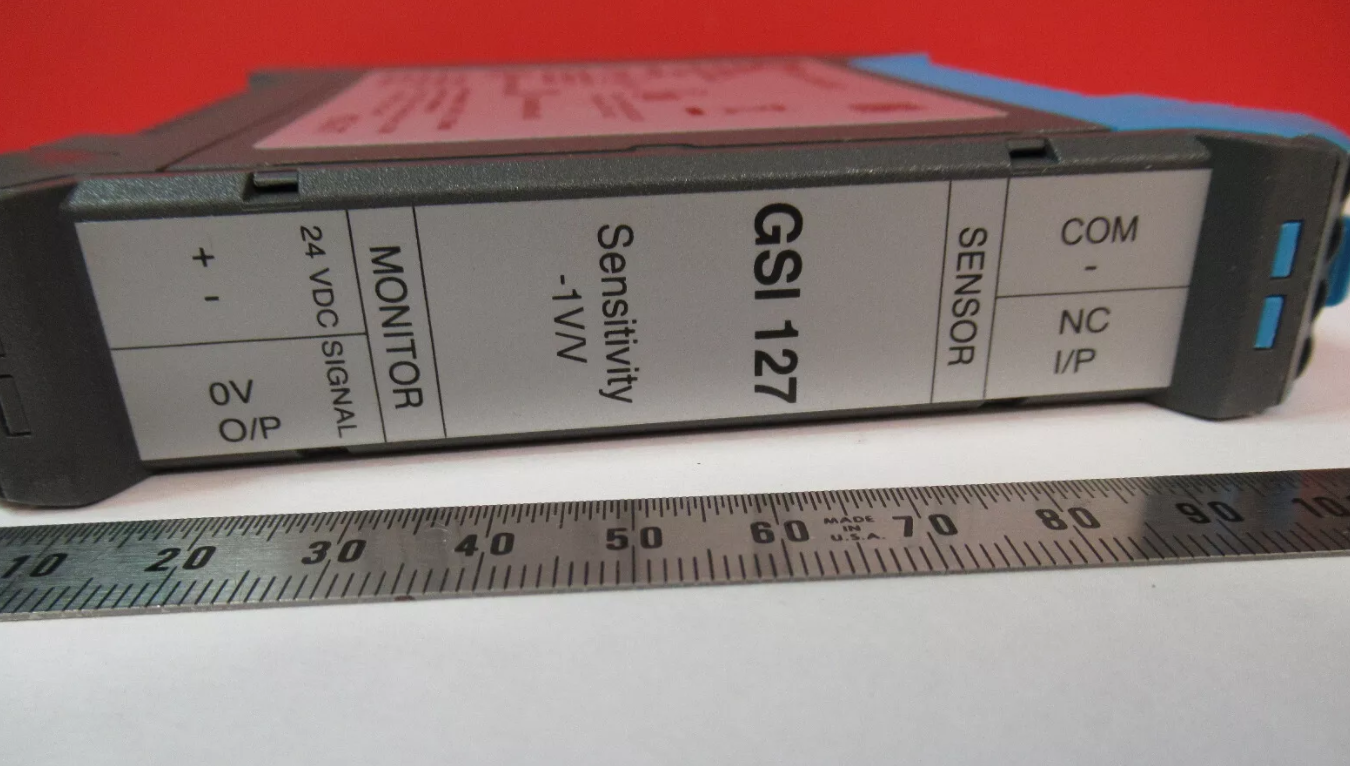 +
-
24 VDC
0V
O/P
SIGNAL
MONITOR
Sensitivity
-1V/V
GSI 127
SENSOR
COM
-
NC
I/P
10 20 30 40 50 60 70 80 90
MADE
IN
U.S.A.